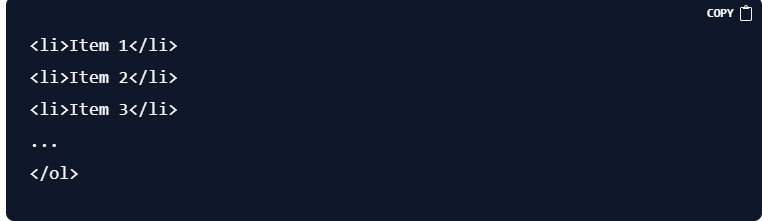 COPY
<li>Item 1</li>
<li>Item 2</li>
<li>Item 3</li>
...
</ol>